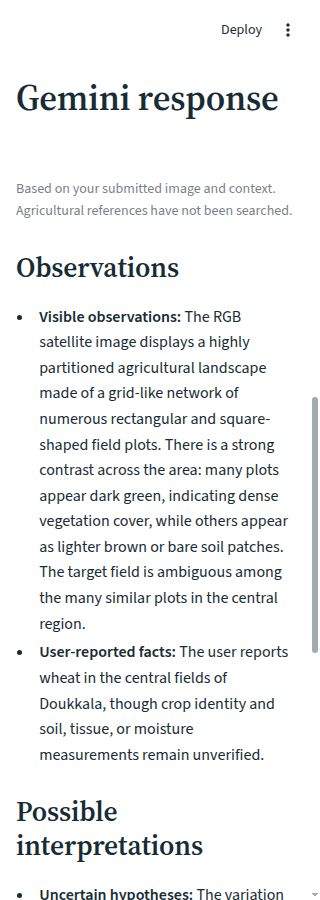 Deploy
Gemini response
Based on your submitted image and context.
Agricultural references have not been searched.
Observations
• Visible observations: The RGB
satellite image displays a highly
partitioned agricultural landscape
made of a grid-like network of
numerous rectangular and square-
shaped field plots. There is a strong
contrast across the area: many plots
appear dark green, indicating dense
vegetation cover, while others appear
as lighter brown or bare soil patches.
The target field is ambiguous among
the many similar plots in the central
region.
• User-reported facts: The user reports
wheat in the central fields of
Doukkala, though crop identity and
soil, tissue, or moisture
measurements remain unverified.
Possible
interpretations
• Uncertain hypotheses: The variation